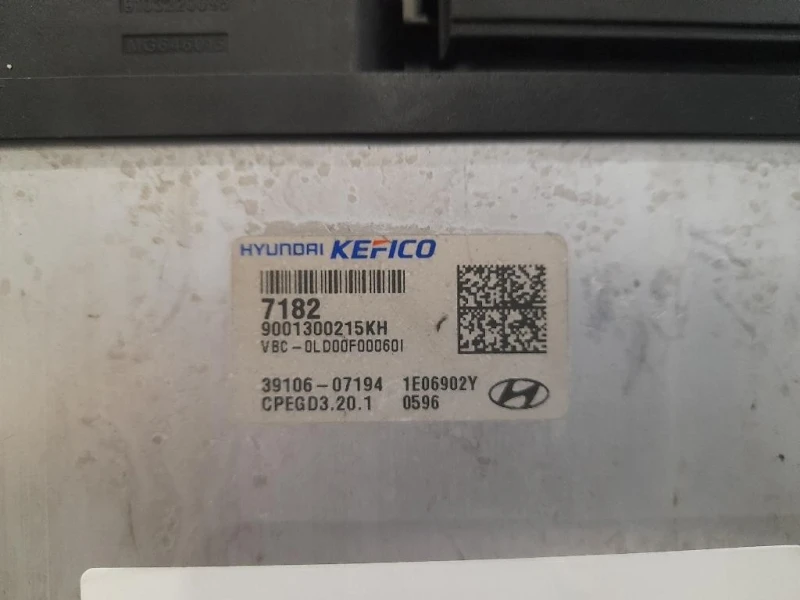 HYUNDAI KEFICO
7182
9001300215KH
VBC-0LD00F00060I
39106-07194 1E06902Y
CPEGD3.20.1 0596